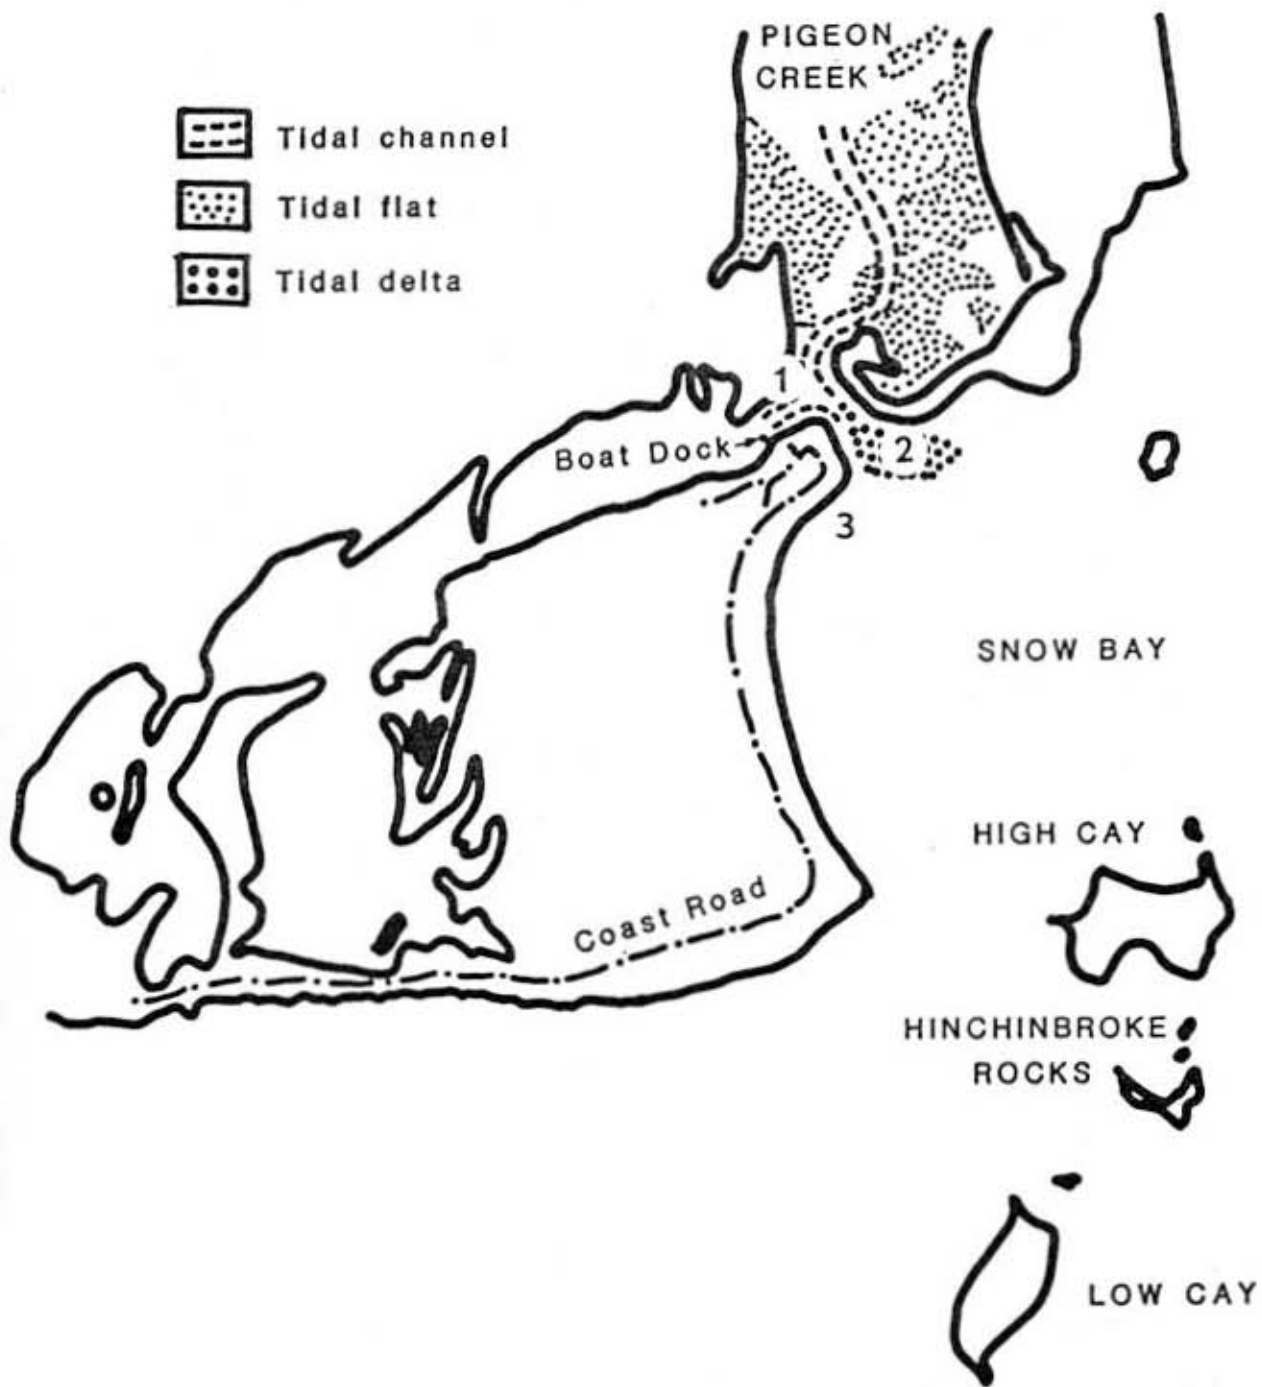 PIGEON
CREEK
Tidal channel
Tidal flat
Tidal delta
1
Boat Dock
2
3
SNOW BAY
HIGH CAY
Coast Road
HINCHINBROKE
ROCKS
LOW CAY